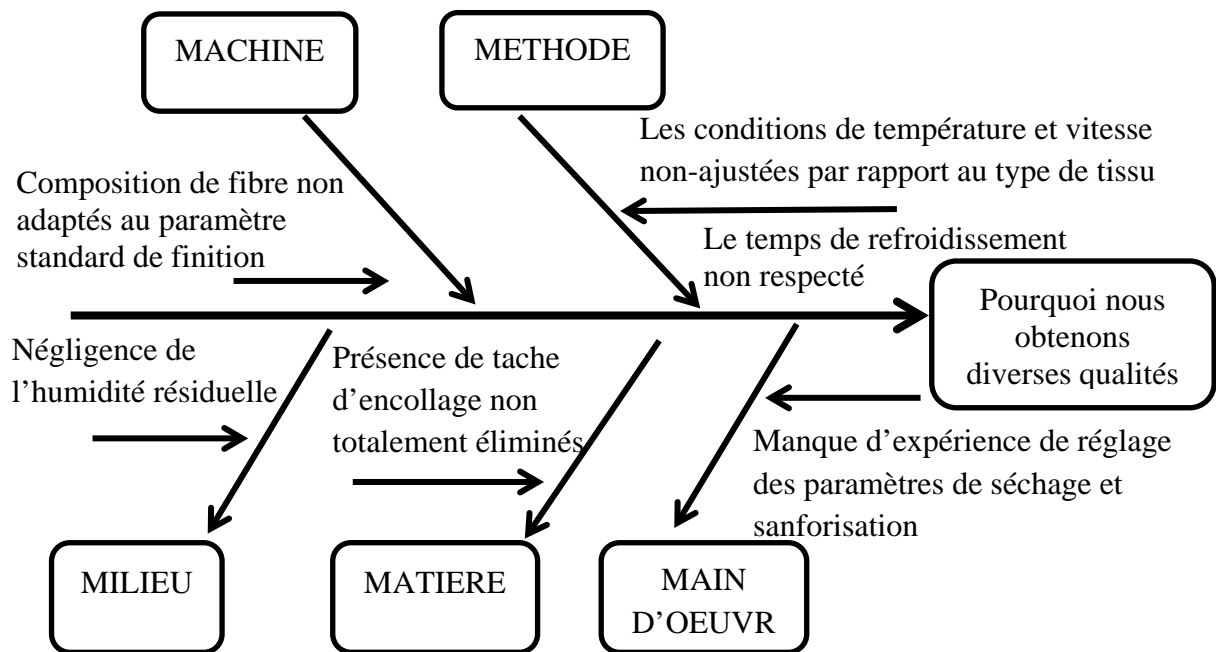 MACHINE
METHODE
Les conditions de température et vitesse
non-ajustées par rapport au type de tissu
Composition de fibre non
adaptés au paramètre
standard de finition
Le temps de refroidissement
non respecté
Pourquoi nous
obtenons
diverses qualités
Négligence de
l’humidité résiduelle
Présence de tache
d’encollage non
totalement éliminés
Manque d’expérience de réglage
des paramètres de séchage et
sanforisation
MILIEU
MATIERE
MAIN
D’OEUVR